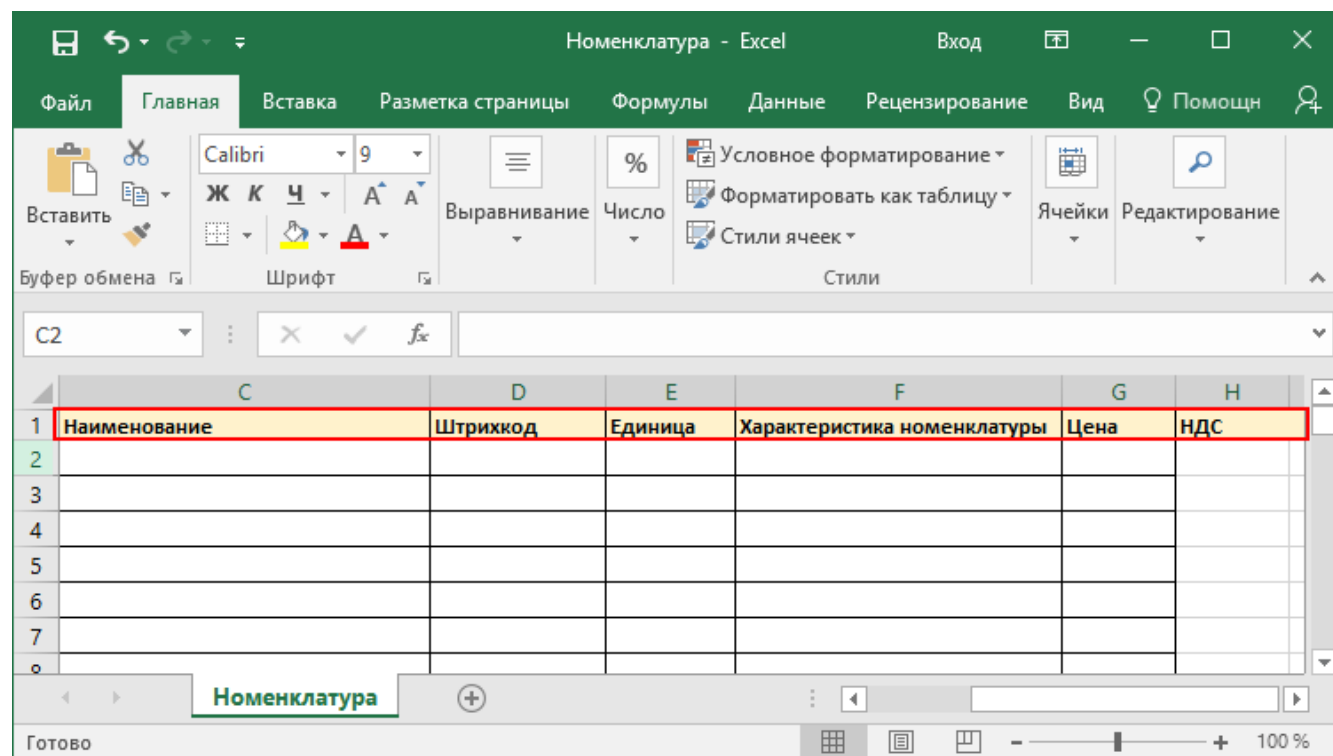 Номенклатура - Excel Вход
Файл Главная Вставка Разметка страницы Формулы Данные Рецензирование Вид Помощн
Вставить
Буфер обмена
Calibri 9
Ж К Ч A A
A
Шрифт
Выравнивание
%
Число
Условное форматирование
Форматировать как таблицу
Стили ячеек
Стили
Ячейки
Редактирование
C2 fx
C D E F G H
1 Наименование Штрихкод Единица Характеристика номенклатуры Цена НДС
2
3
4
5
6
7
8
Номенклатура
Готово 100 %